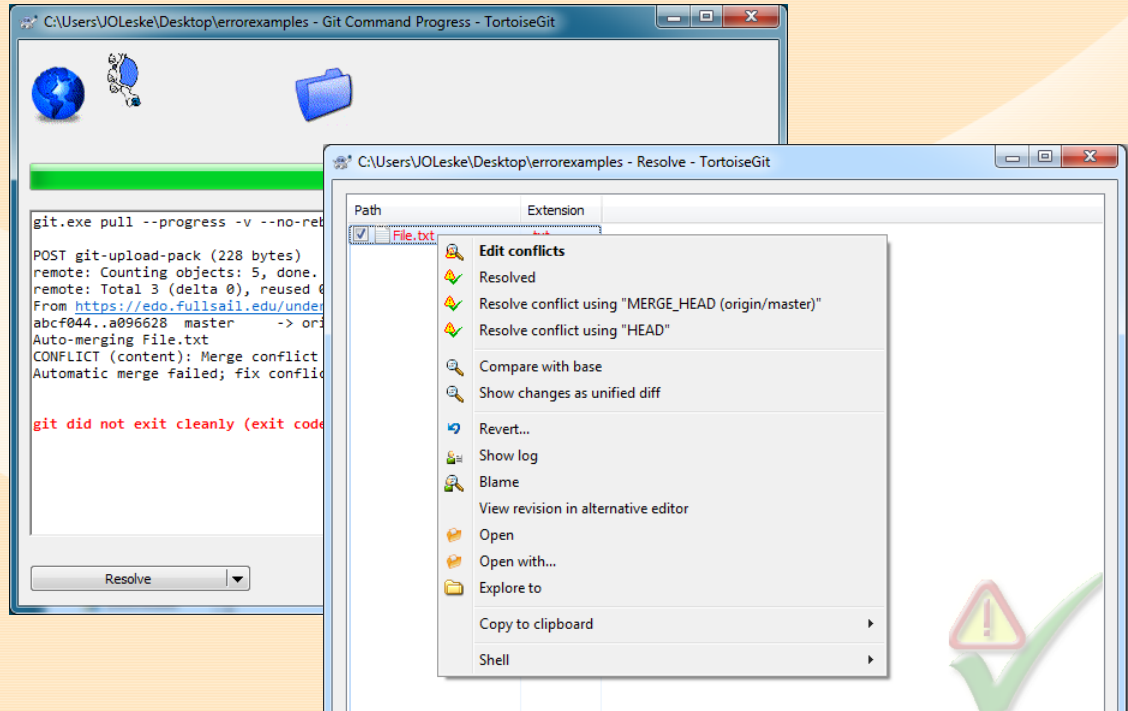 C:\Users\JOLeske\Desktop\errorexamples - Git Command Progress - TortoiseGit
git.exe pull --progress -v --no-reb
POST git-upload-pack (228 bytes)
remote: Counting objects: 5, done.
remote: Total 3 (delta 0), reused
From https://edo.fullsail.edu/under
abcf044..a096628 master -> ori
Auto-merging File.txt
CONFLICT (content): Merge conflict
Automatic merge failed; fix conflic
git did not exit cleanly (exit code
Resolve
C:\Users\JOLeske\Desktop\errorexamples - Resolve - TortoiseGit
Path Extension
File.txt .txt
Edit conflicts
Resolved
Resolve conflict using "MERGE_HEAD (origin/master)"
Resolve conflict using "HEAD"
Compare with base
Show changes as unified diff
Revert...
Show log
Blame
View revision in alternative editor
Open
Open with...
Explore to
Copy to clipboard
Shell